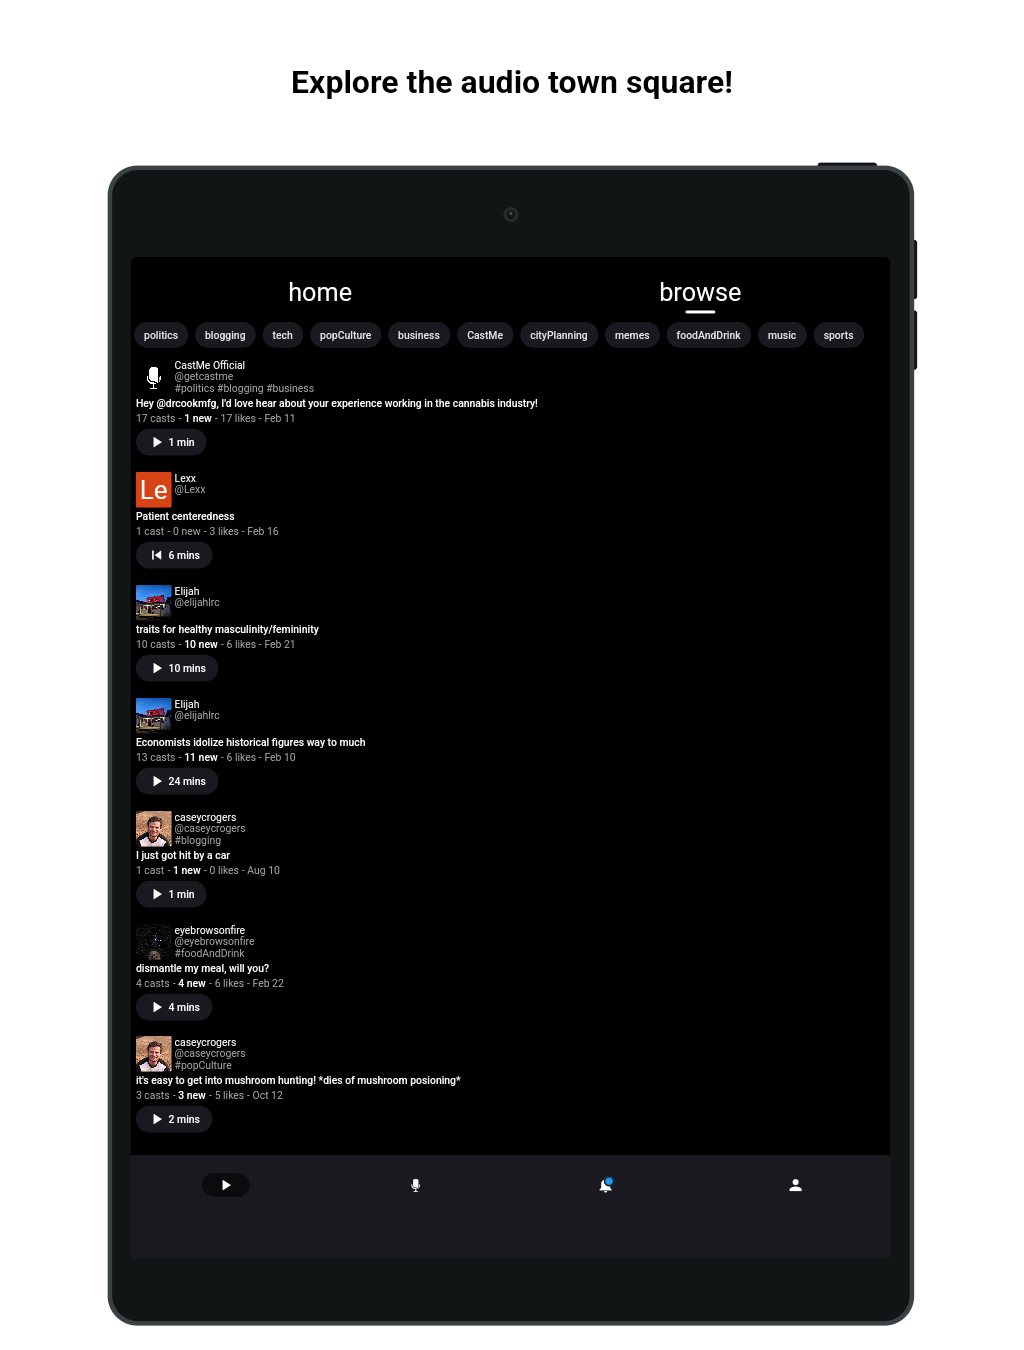 Explore the audio town square!
home
browse
politics
blogging
tech
popCulture
business
CastMe
cityPlanning
memes
foodAndDrink
music
sports
CastMe Official
@getcastme
#politics #blogging #business
Hey @drcookmfg, I'd love hear about your experience working in the cannabis industry!
17 casts - 1 new - 17 likes - Feb 11
1 min
Le
Lexx
@Lexx
Patient centeredness
1 cast - 0 new - 3 likes - Feb 16
6 mins
Elijah
@elijahlrc
traits for healthy masculinity/femininity
10 casts - 10 new - 6 likes - Feb 21
10 mins
Elijah
@elijahlrc
Economists idolize historical figures way to much
13 casts - 11 new - 6 likes - Feb 10
24 mins
caseycrogers
@caseycrogers
#blogging
I just got hit by a car
1 cast - 1 new - 0 likes - Aug 10
1 min
eyebrowsonfire
@eyebrowsonfire
#foodAndDrink
dismantle my meal, will you?
4 casts - 4 new - 6 likes - Feb 22
4 mins
caseycrogers
@caseycrogers
#popCulture
it's easy to get into mushroom hunting! *dies of mushroom posioning*
3 casts - 3 new - 5 likes - Oct 12
2 mins